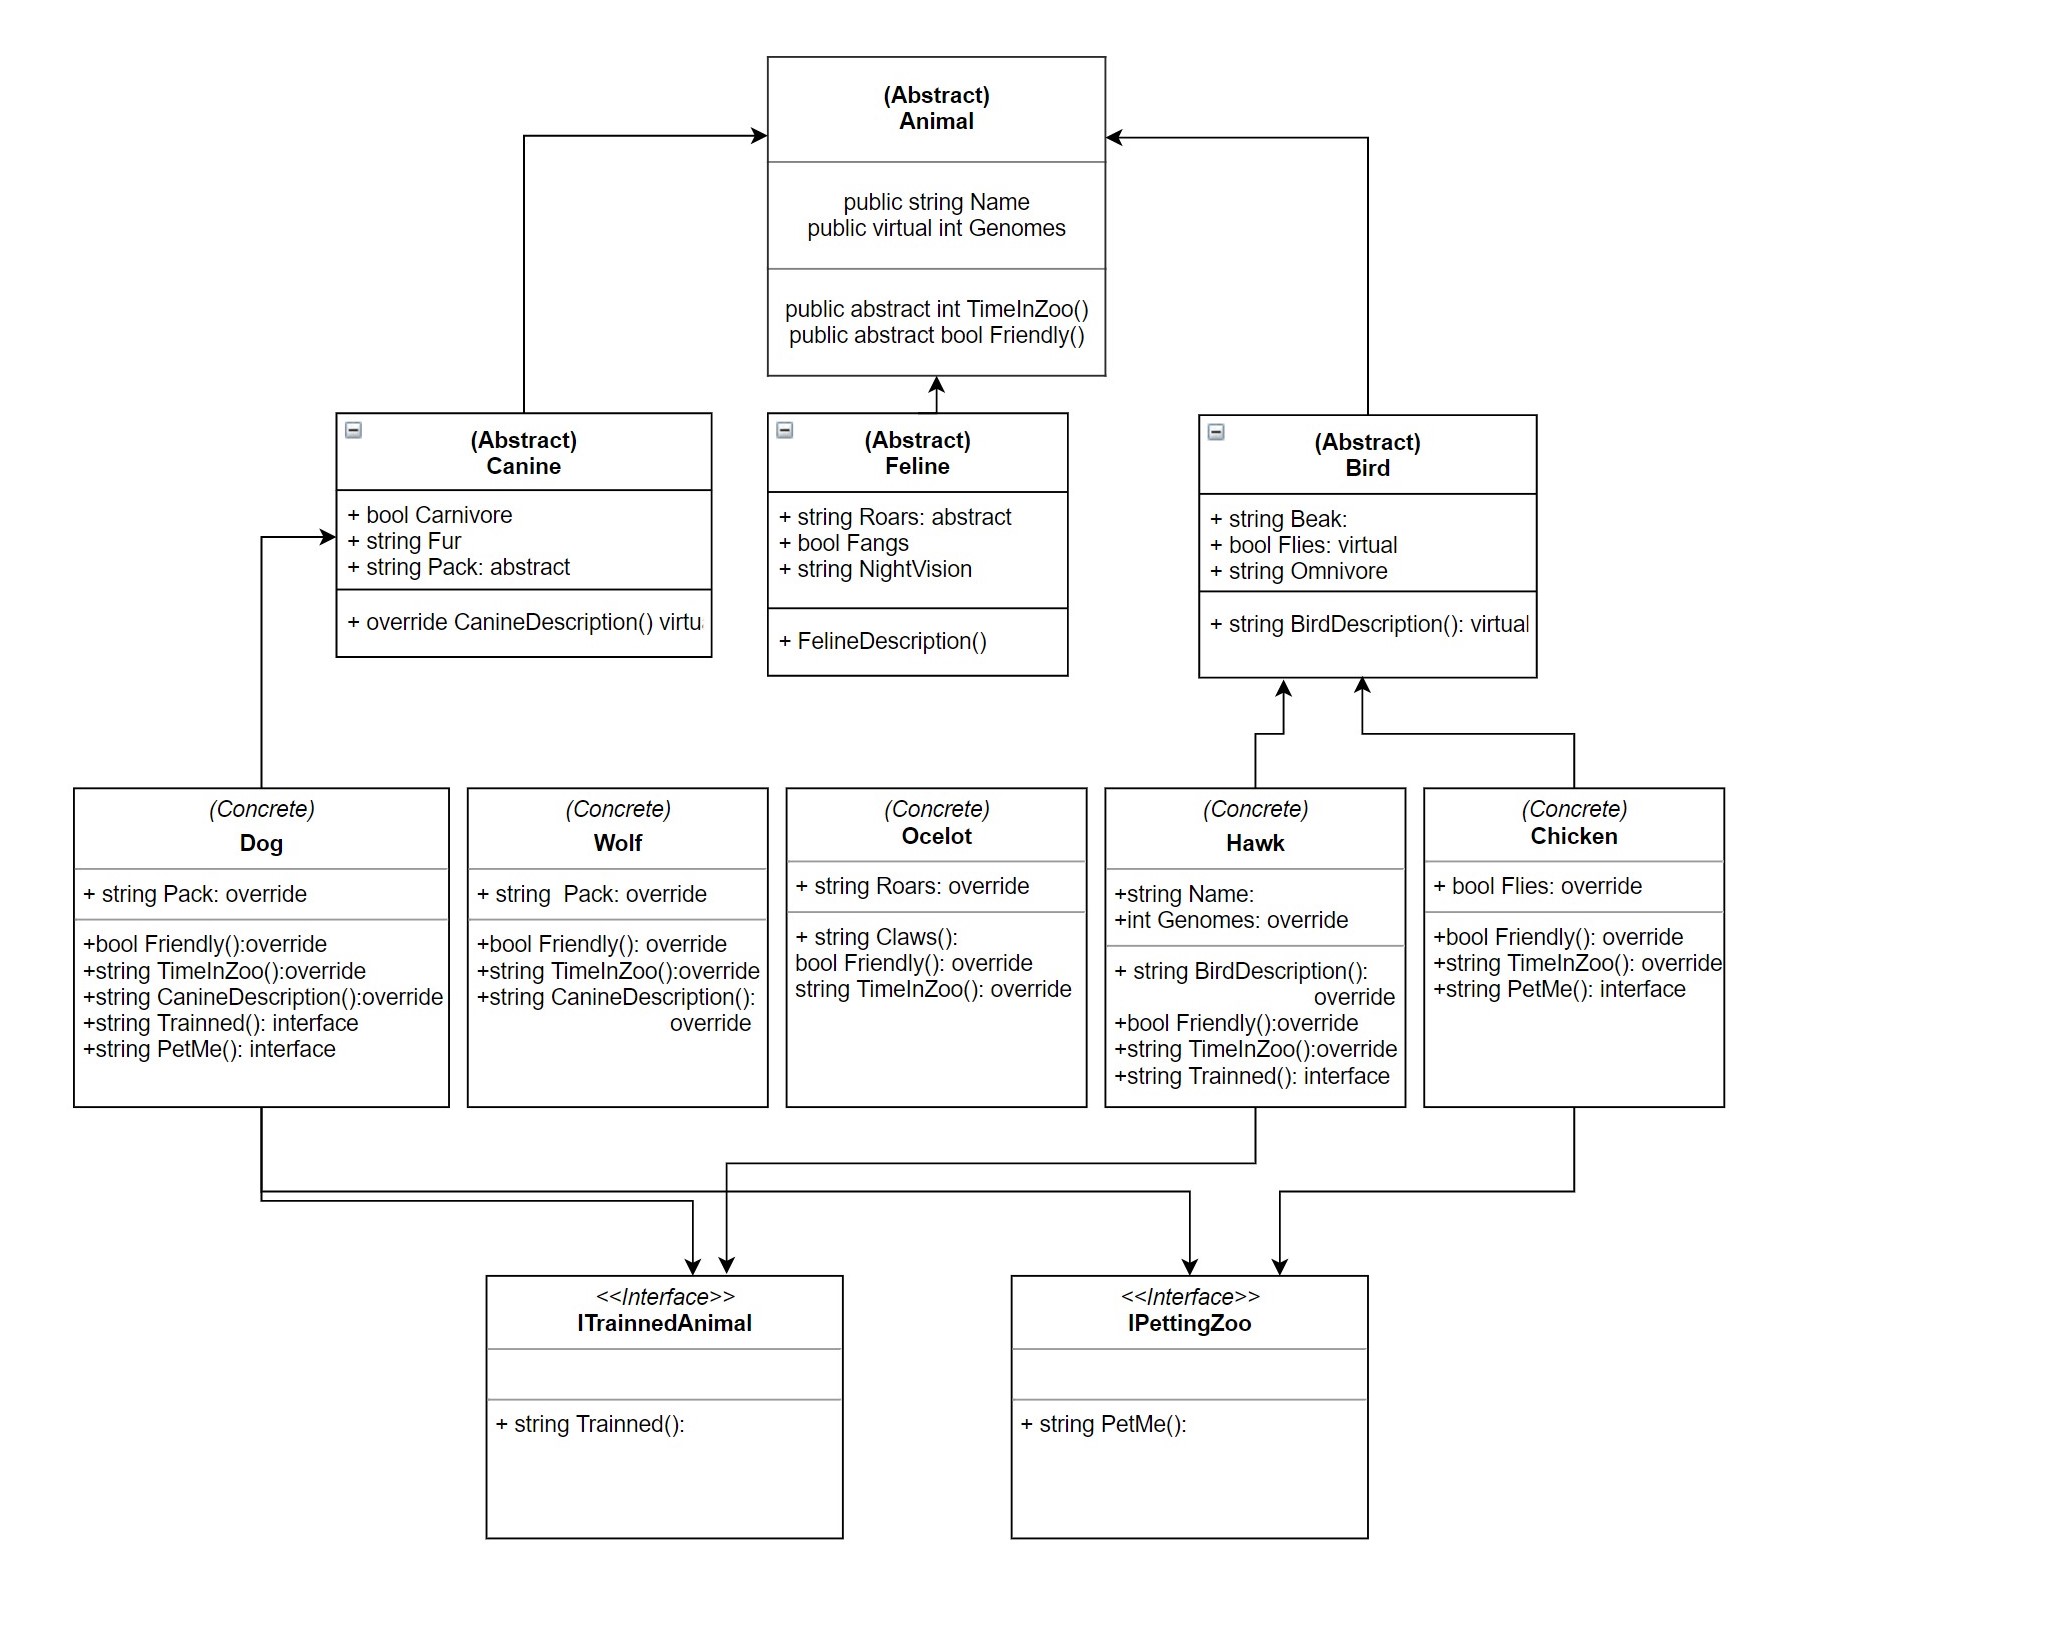 (Abstract)
Animal
public string Name
public virtual int Genomes
public abstract int TimeInZoo()
public abstract bool Friendly()
(Abstract)
Canine
+ bool Carnivore
+ string Fur
+ string Pack: abstract
+ override CanineDescription() virtu
(Abstract)
Feline
+ string Roars: abstract
+ bool Fangs
+ string NightVision
+ FelineDescription()
(Abstract)
Bird
+ string Beak:
+ bool Flies: virtual
+ string Omnivore
+ string BirdDescription(): virtual
(Concrete)
Dog
+ string Pack: override
+bool Friendly():override
+string TimeInZoo():override
+string CanineDescription():override
+string Trainned(): interface
+string PetMe(): interface
(Concrete)
Wolf
+ string  Pack: override
+bool Friendly(): override
+string TimeInZoo():override
+string CanineDescription():
override
(Concrete)
Ocelot
+ string Roars: override
+ string Claws():
bool Friendly(): override
string TimeInZoo(): override
(Concrete)
Hawk
+string Name:
+int Genomes: override
+ string BirdDescription():
override
+bool Friendly():override
+string TimeInZoo():override
+string Trainned(): interface
(Concrete)
Chicken
+ bool Flies: override
+bool Friendly(): override
+string TimeInZoo(): override
+string PetMe(): interface
<<Interface>>
ITrainnedAnimal
+ string Trainned():
<<Interface>>
IPettingZoo
+ string PetMe():